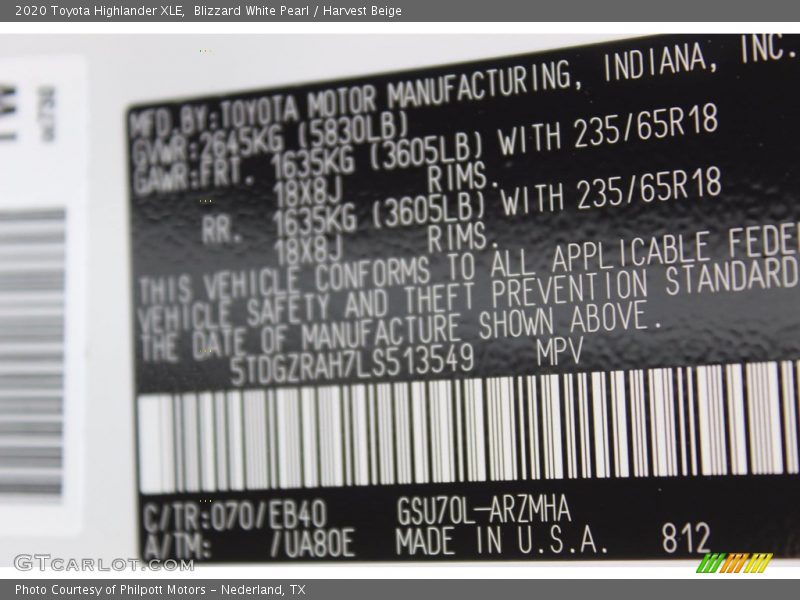 2020 Toyota Highlander XLE, Blizzard White Pearl / Harvest Beige
MFD.BY:TOYOTA MOTOR MANUFACTURING, INDIANA, INC.
GVWR:2645KG (5830LB)
GAWR:FRT. 1635KG (3605LB) WITH 235/65R18
18X8J RIMS.
RR. 1635KG (3605LB) WITH 235/65R18
18X8J RIMS.
THIS VEHICLE CONFORMS TO ALL APPLICABLE FEDE
VEHICLE SAFETY AND THEFT PREVENTION STANDARD
THE DATE OF MANUFACTURE SHOWN ABOVE.
5TDGZRAH7LS513549 MPV
C/TR:070/EB40 GSU70L-ARZMHA
A/TM: /UA80E MADE IN U.S.A. 812
GTcarlot.com
Photo Courtesy of Philpott Motors - Nederland, TX